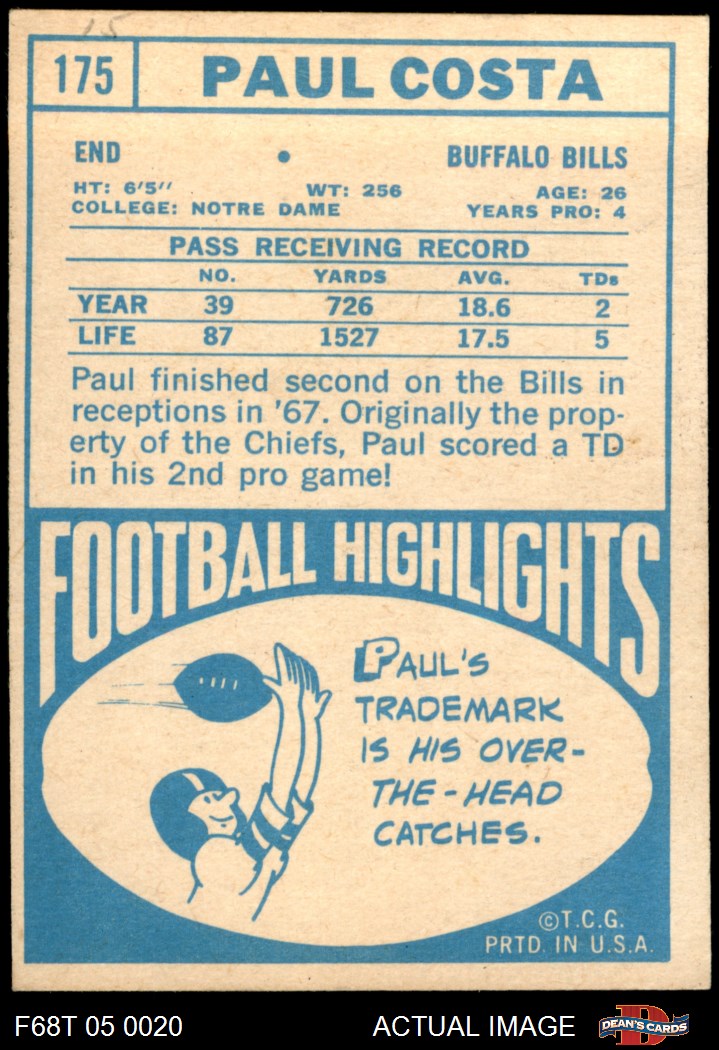 15
175 PAUL COSTA
END • BUFFALO BILLS
HT: 6'5" WT: 256 AGE: 26
COLLEGE: NOTRE DAME YEARS PRO: 4
PASS RECEIVING RECORD
NO. YARDS AVG. TDs
YEAR 39 726 18.6 2
LIFE 87 1527 17.5 5
Paul finished second on the Bills in
receptions in '67. Originally the prop-
erty of the Chiefs, Paul scored a TD
in his 2nd pro game!
FOOTBALL HIGHLIGHTS
PAUL'S
TRADEMARK
IS HIS OVER-
THE-HEAD
CATCHES.
©T.C.G.
PRTD. IN U.S.A.
F68T 05 0020 ACTUAL IMAGE D DEAN'S CARDS